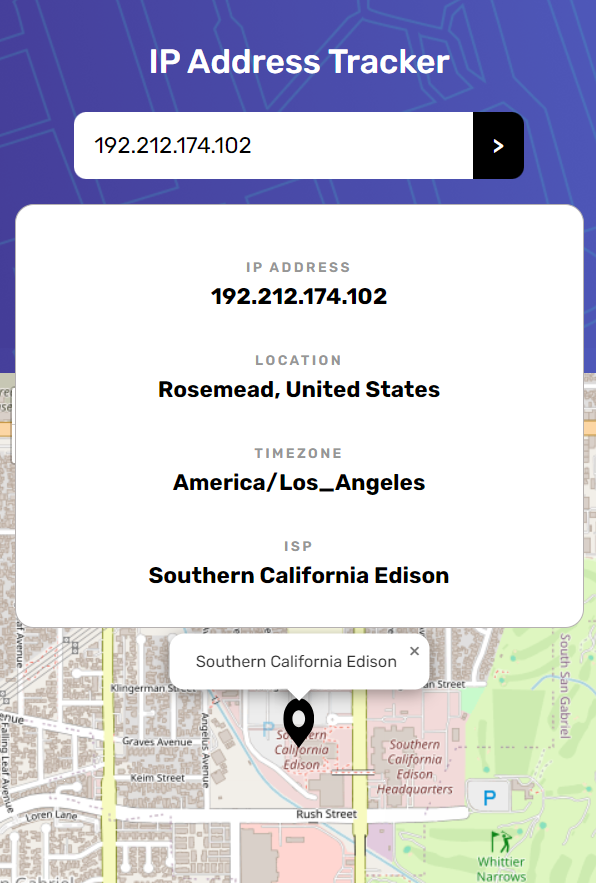 IP Address Tracker
192.212.174.102
>
IP ADDRESS
192.212.174.102
LOCATION
Rosemead, United States
TIMEZONE
America/Los_Angeles
ISP
Southern California Edison
Southern California Edison
×
Klingerman
Street
South San Gabriel
Falling Leaf Avenue
Angelus Avenue
P
Southern
California
Edison
Graves Avenue
Southern
California
Edison
Headquarters
Keim Street
P
Loren Lane
Rush Street
Whittier
Narrows
Gabriel